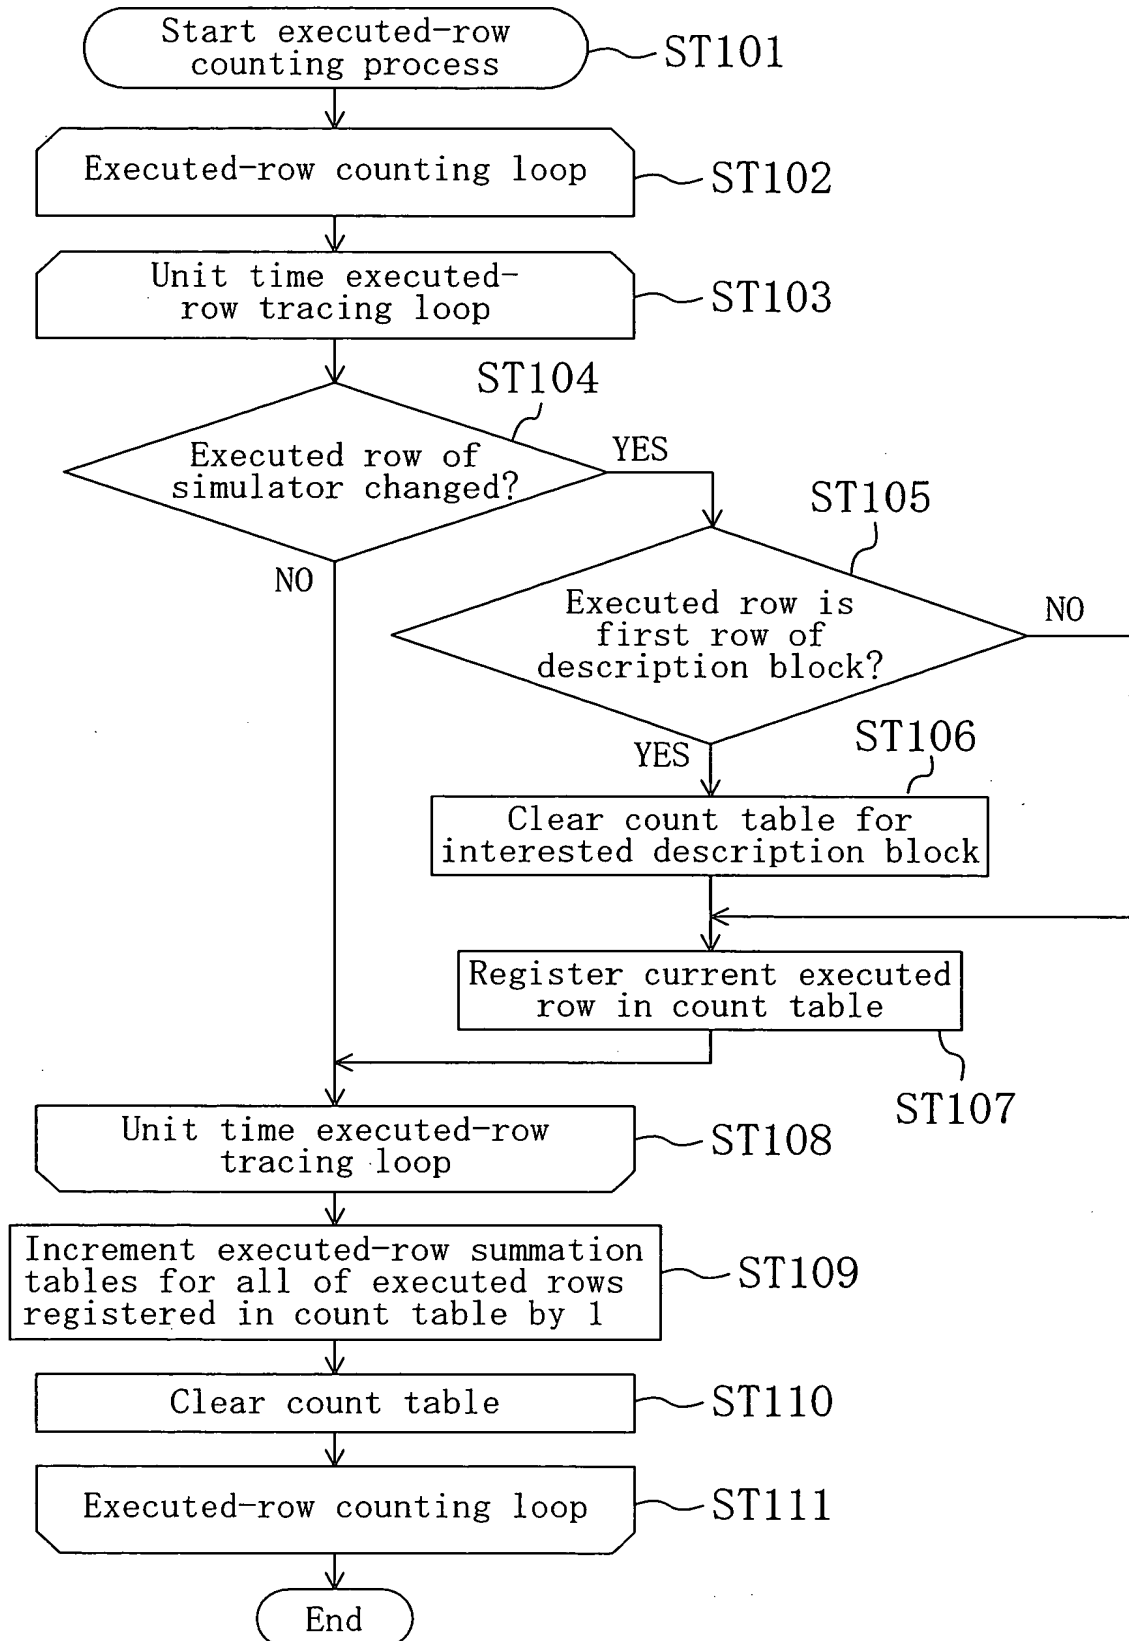 Start executed-row
counting process
ST101
Executed-row counting loop
ST102
Unit time executed-
row tracing loop
ST103
ST104
Executed row of
simulator changed?
YES
NO
ST105
Executed row is
first row of
description block?
NO
YES
ST106
Clear count table for
interested description block
Register current executed
row in count table
ST107
Unit time executed-row
tracing loop
ST108
Increment executed-row summation
tables for all of executed rows
registered in count table by 1
ST109
Clear count table
ST110
Executed-row counting loop
ST111
End